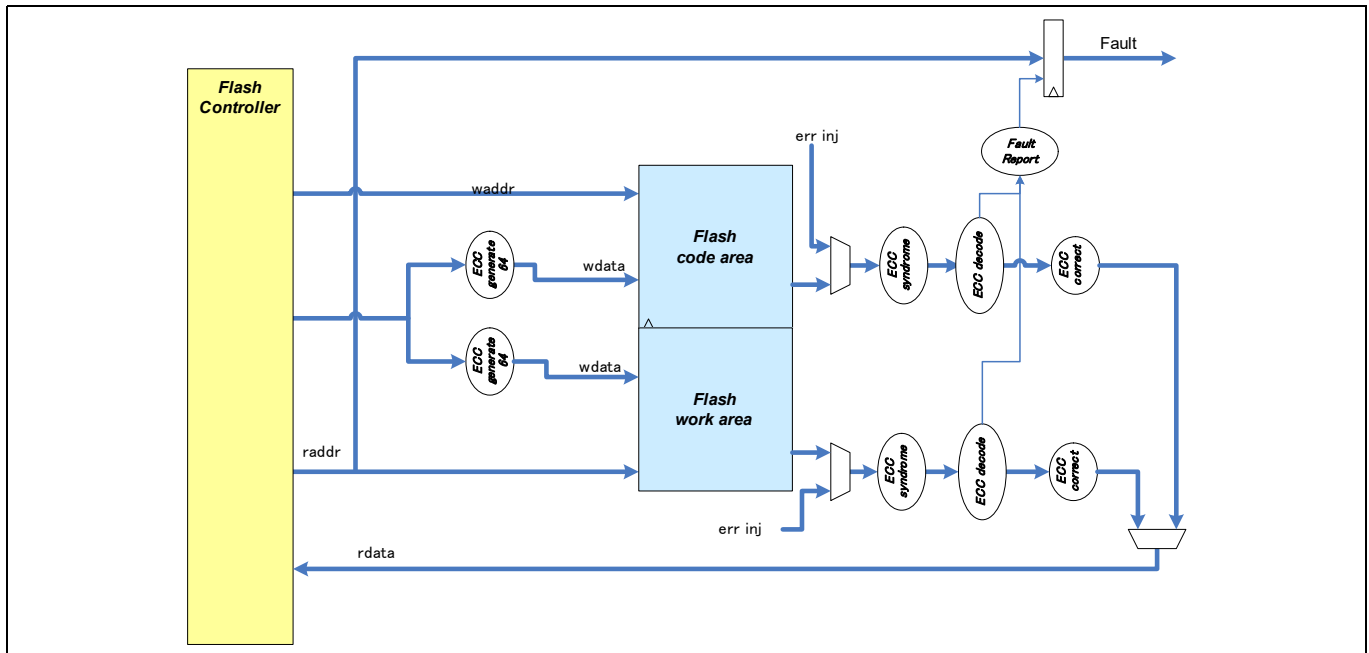 Fault
Flash
Controller
err inj
Fault
Report
waddr
Flash
code area
ECC
generate
64
wdata
ECC
syndrome
ECC decode
ECC
correct
ECC
generate
64
wdata
Flash
work area
raddr
ECC
syndrome
ECC decode
ECC
correct
err inj
rdata